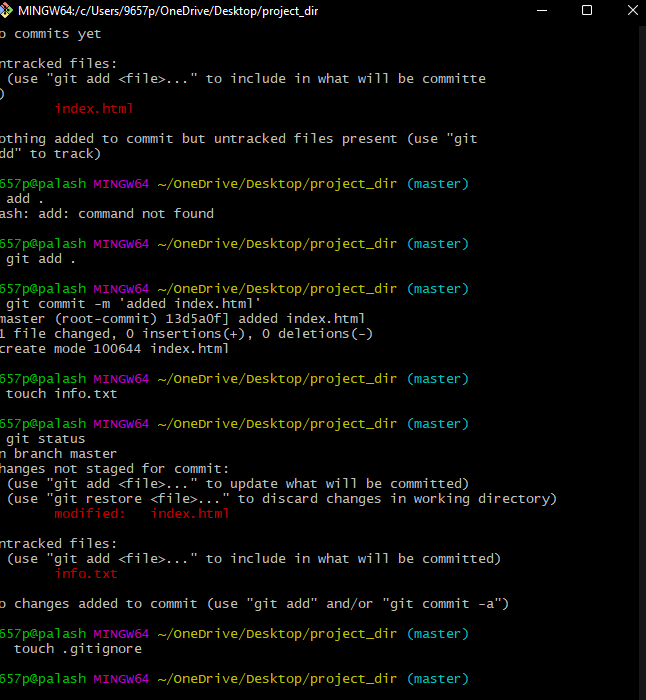 MINGW64:/c/Users/9657p/OneDrive/Desktop/project_dir
o commits yet
ntracked files:
(use "git add <file>..." to include in what will be committe
)
index.html
othing added to commit but untracked files present (use "git
dd" to track)
657p@palash MINGW64 ~/OneDrive/Desktop/project_dir (master)
add .
ash: add: command not found
657p@palash MINGW64 ~/OneDrive/Desktop/project_dir (master)
git add .
657p@palash MINGW64 ~/OneDrive/Desktop/project_dir (master)
git commit -m 'added index.html'
master (root-commit) 13d5a0f] added index.html
1 file changed, 0 insertions(+), 0 deletions(-)
create mode 100644 index.html
657p@palash MINGW64 ~/OneDrive/Desktop/project_dir (master)
touch info.txt
657p@palash MINGW64 ~/OneDrive/Desktop/project_dir (master)
git status
n branch master
hanges not staged for commit:
(use "git add <file>..." to update what will be committed)
(use "git restore <file>..." to discard changes in working directory)
modified:   index.html
ntracked files:
(use "git add <file>..." to include in what will be committed)
info.txt
o changes added to commit (use "git add" and/or "git commit -a")
657p@palash MINGW64 ~/OneDrive/Desktop/project_dir (master)
touch .gitignore
657p@palash MINGW64 ~/OneDrive/Desktop/project_dir (master)